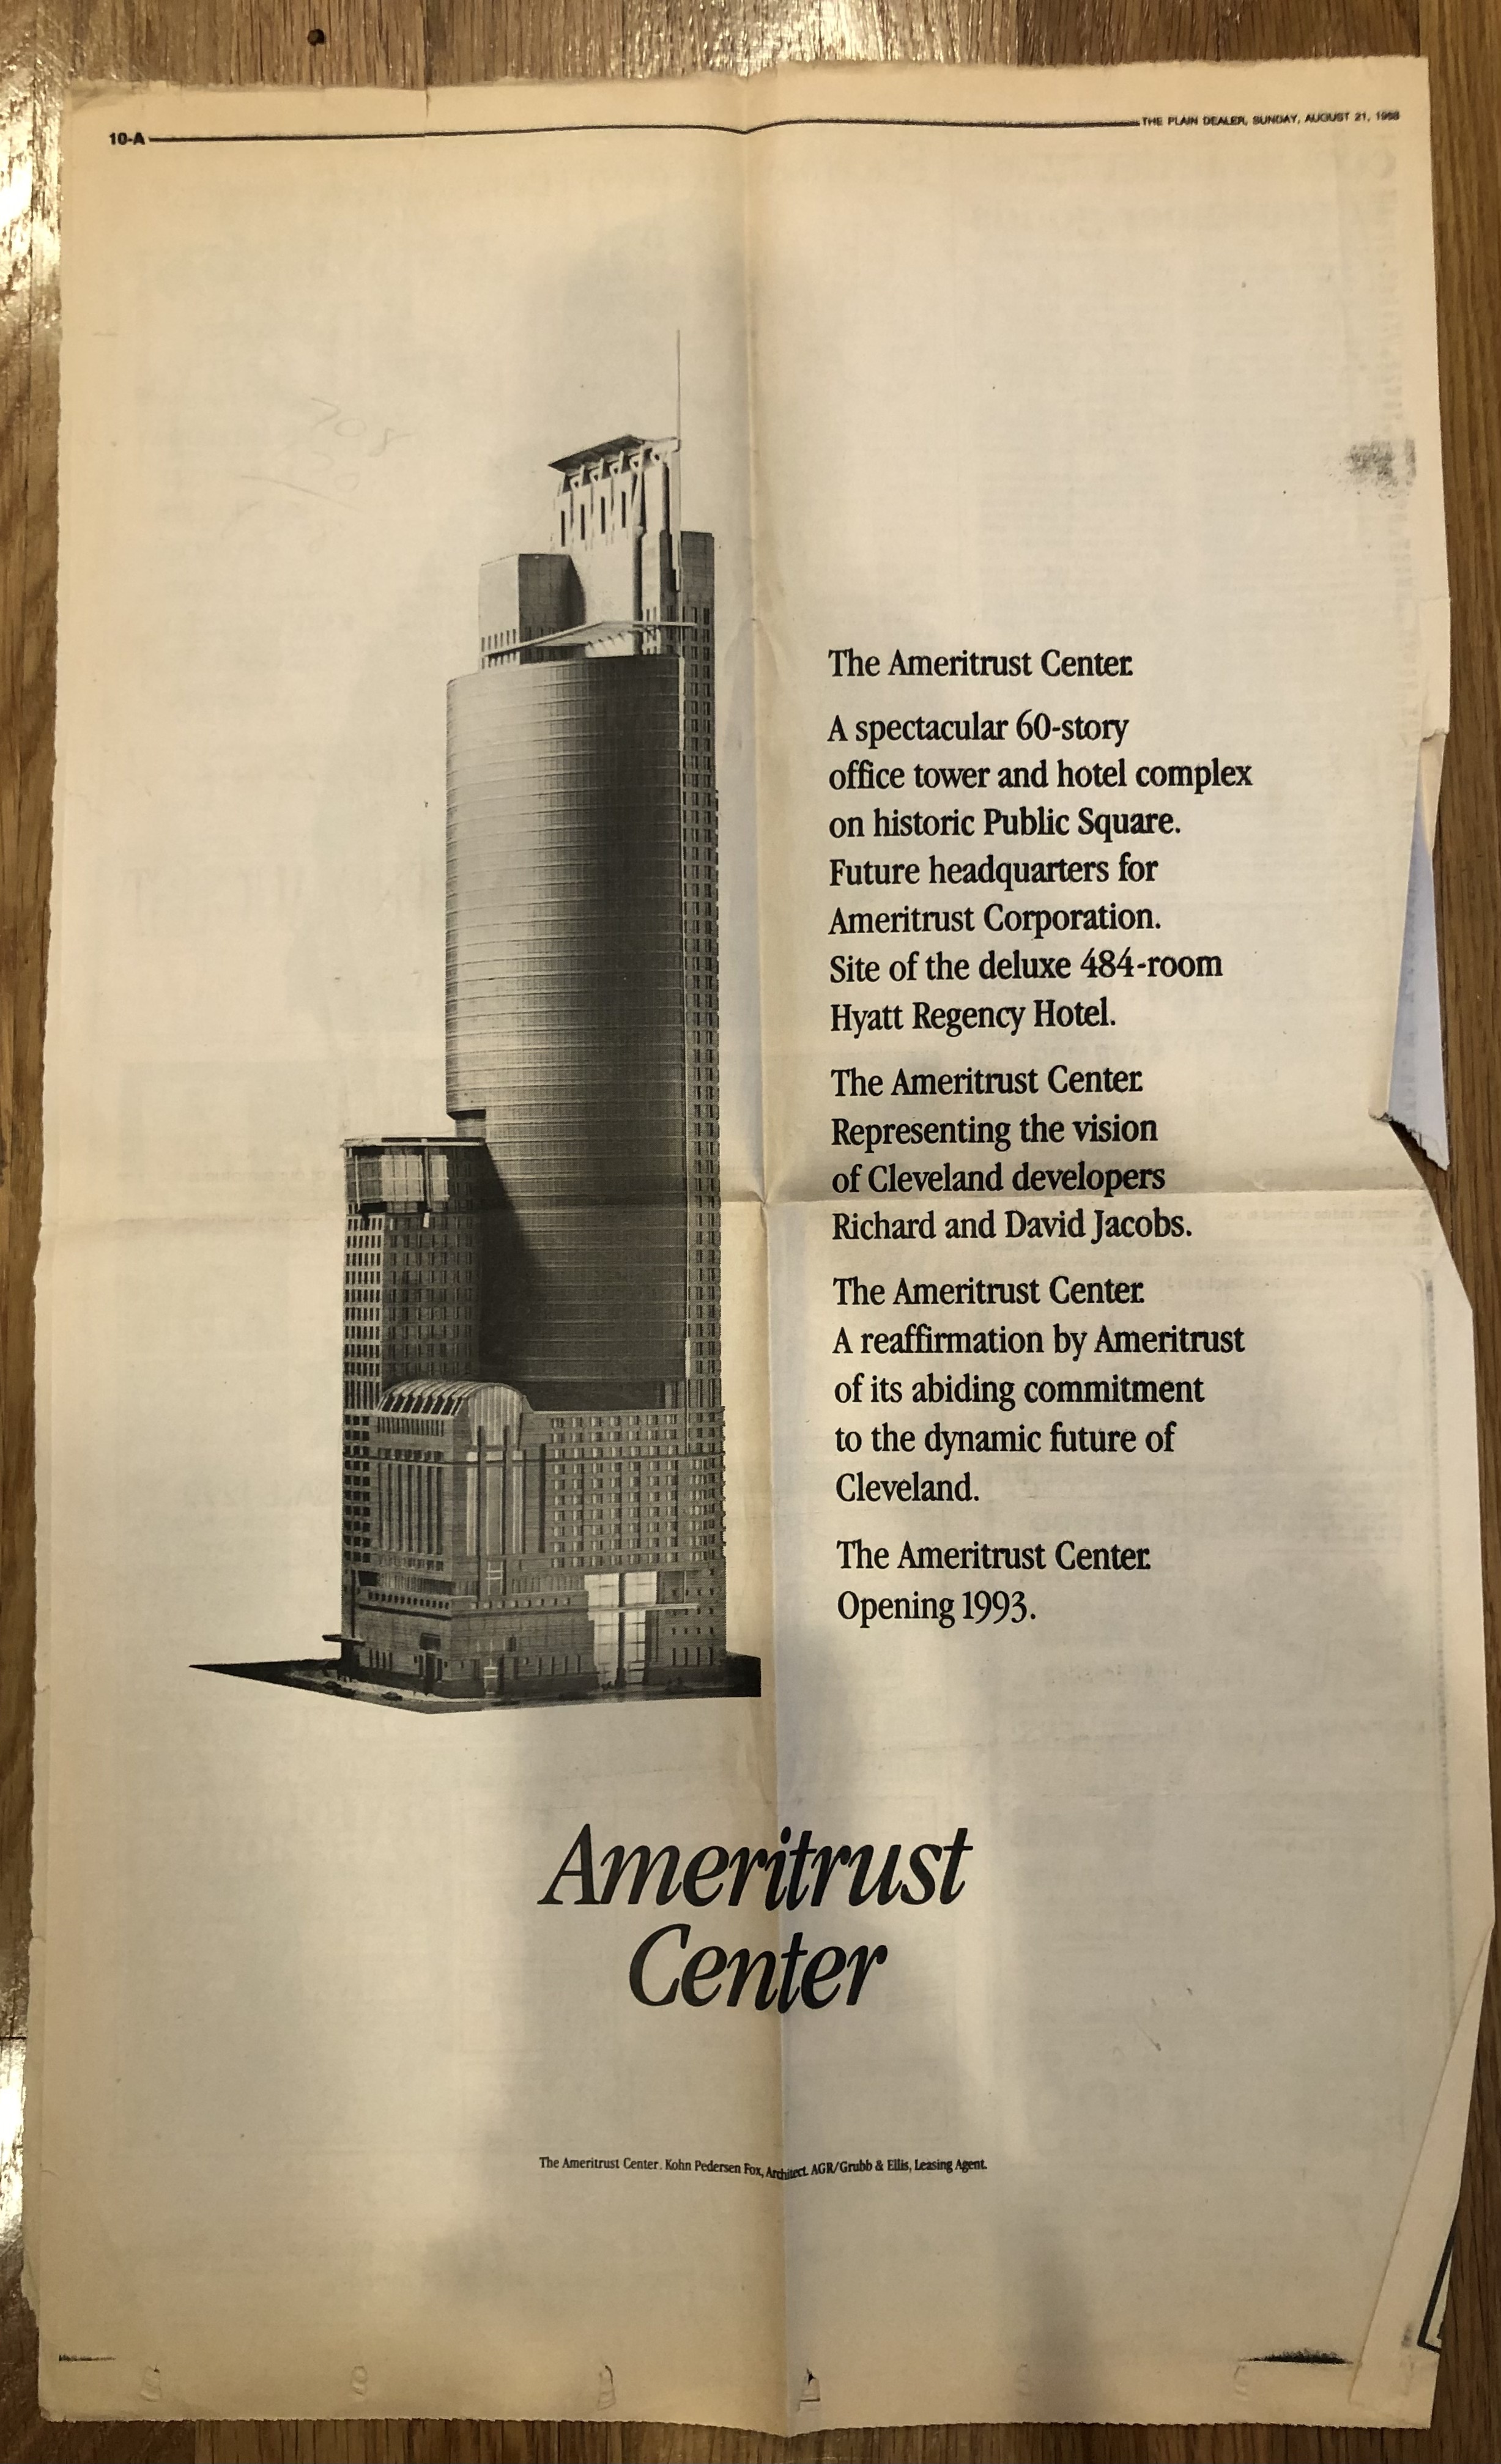 10-A
THE PLAIN DEALER, SUNDAY, AUGUST 21, 1988
The Ameritrust Center.
A spectacular 60-story
office tower and hotel complex
on historic Public Square.
Future headquarters for
Ameritrust Corporation.
Site of the deluxe 484-room
Hyatt Regency Hotel.
The Ameritrust Center.
Representing the vision
of Cleveland developers
Richard and David Jacobs.
The Ameritrust Center.
A reaffirmation by Ameritrust
of its abiding commitment
to the dynamic future of
Cleveland.
The Ameritrust Center.
Opening 1993.
Ameritrust
Center
The Ameritrust Center. Kohn Pedersen Fox, Architect. AGR/Grubb & Ellis, Leasing Agent.